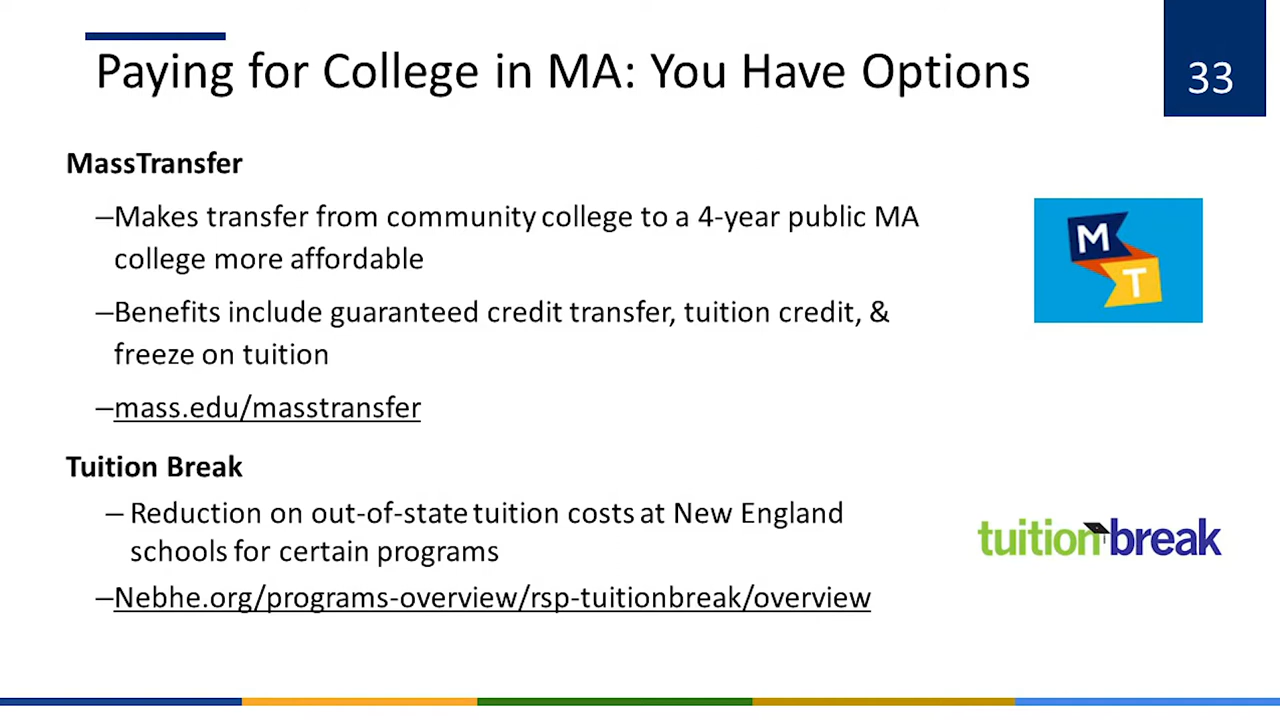 Paying for College in MA: You Have Options
33
MassTransfer
–Makes transfer from community college to a 4-year public MA
college more affordable
–Benefits include guaranteed credit transfer, tuition credit, &
freeze on tuition
–mass.edu/masstransfer
M
T
Tuition Break
– Reduction on out-of-state tuition costs at New England
schools for certain programs
–Nebhe.org/programs-overview/rsp-tuitionbreak/overview
tuitionbreak